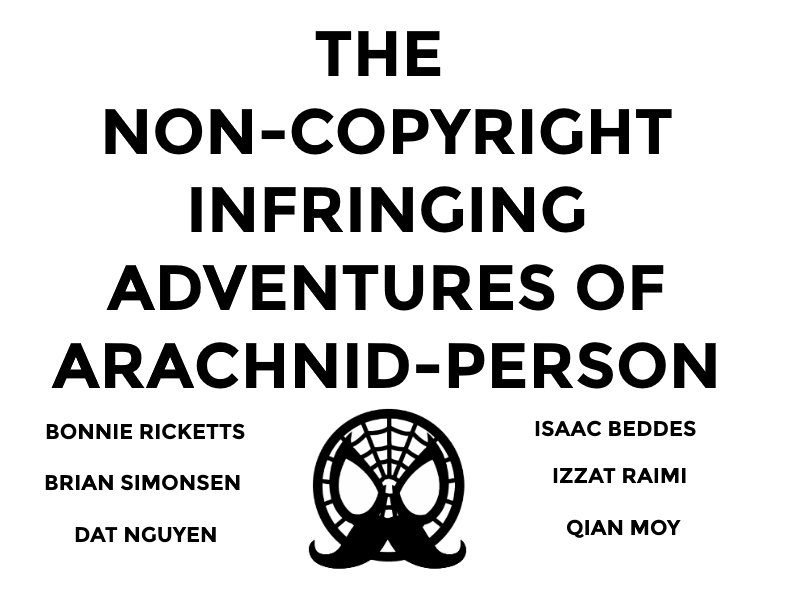 THE
NON-COPYRIGHT
INFRINGING
ADVENTURES OF
ARACHNID-PERSON
BONNIE RICKETTS
BRIAN SIMONSEN
DAT NGUYEN
ISAAC BEDDES
IZZAT RAIMI
QIAN MOY